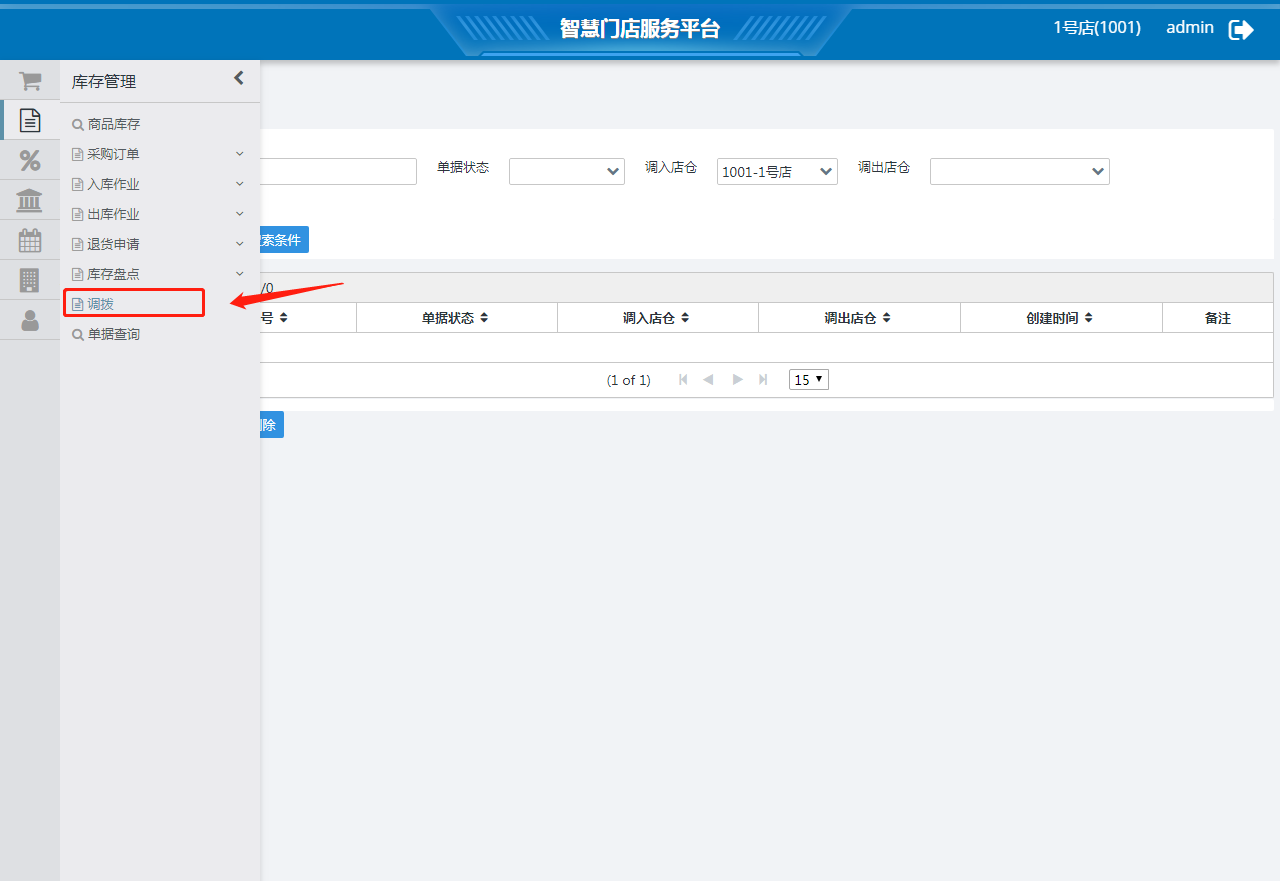 智慧门店服务平台
1号店(1001) admin
库存管理
商品库存
采购订单
入库作业
出库作业
退货申请
库存盘点
调拨
单据查询
单据状态 调入店仓 1001-1号店 调出店仓
索条件
/0
号 单据状态 调入店仓 调出店仓 创建时间 备注
(1 of 1) 15
除